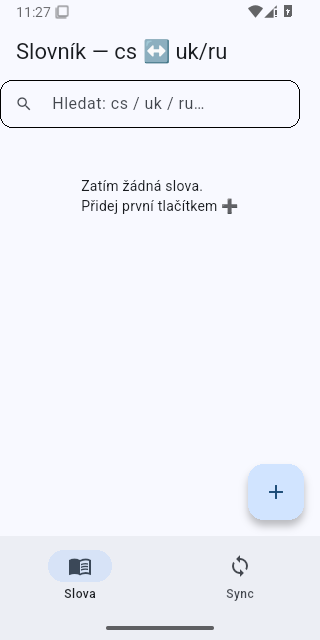 11:27
Slovník — cs ↔️ uk/ru
Hledat: cs / uk / ru…
Zatím žádná slova.
Přidej první tlačítkem ➕
Slova
Sync